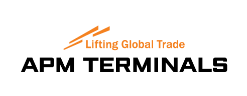 Lifting Global Trade
APM TERMINALS